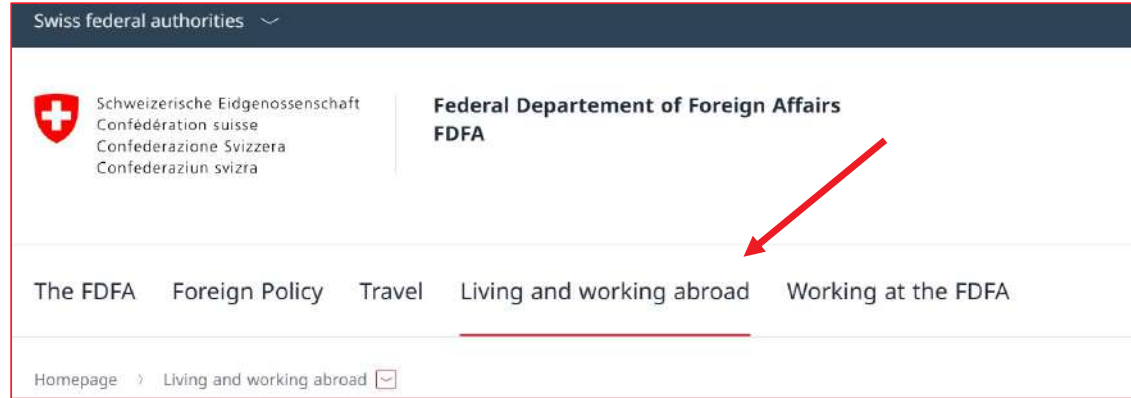 Swiss federal authorities
Schweizerische Eidgenossenschaft
Confédération suisse
Confederazione Svizzera
Confederaziun svizra
Federal Departement of Foreign Affairs
FDFA
The FDFA Foreign Policy Travel Living and working abroad Working at the FDFA
Homepage > Living and working abroad